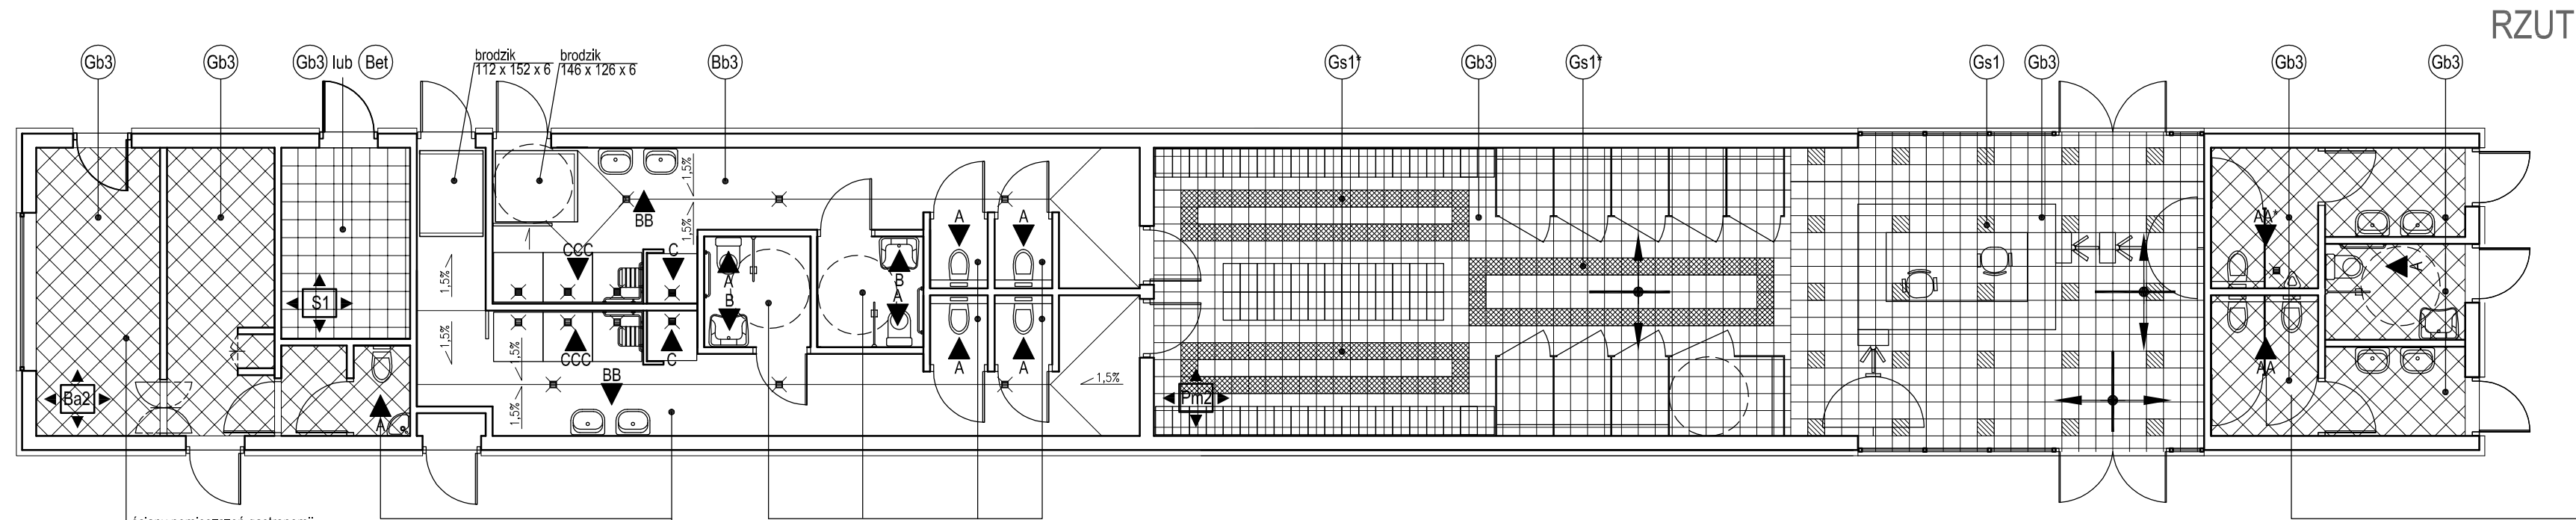 RZUT
Gb3
Gb3
Gb3 lub Bet
brodzik
112 x 152 x 6
brodzik
146 x 126 x 6
Bb3
Gs1*
Gb3
Gs1*
Gs1
Gb3
Gb3
Gb3
1,5%
1,5%
BB
A
A
AA*
CCC
C
A
B
B
A
A
1,5%
S1
1,5%
CCC
C
1,5%
A
A
AA
BB
1,5%
1,5%
Ba2
Pm2
A